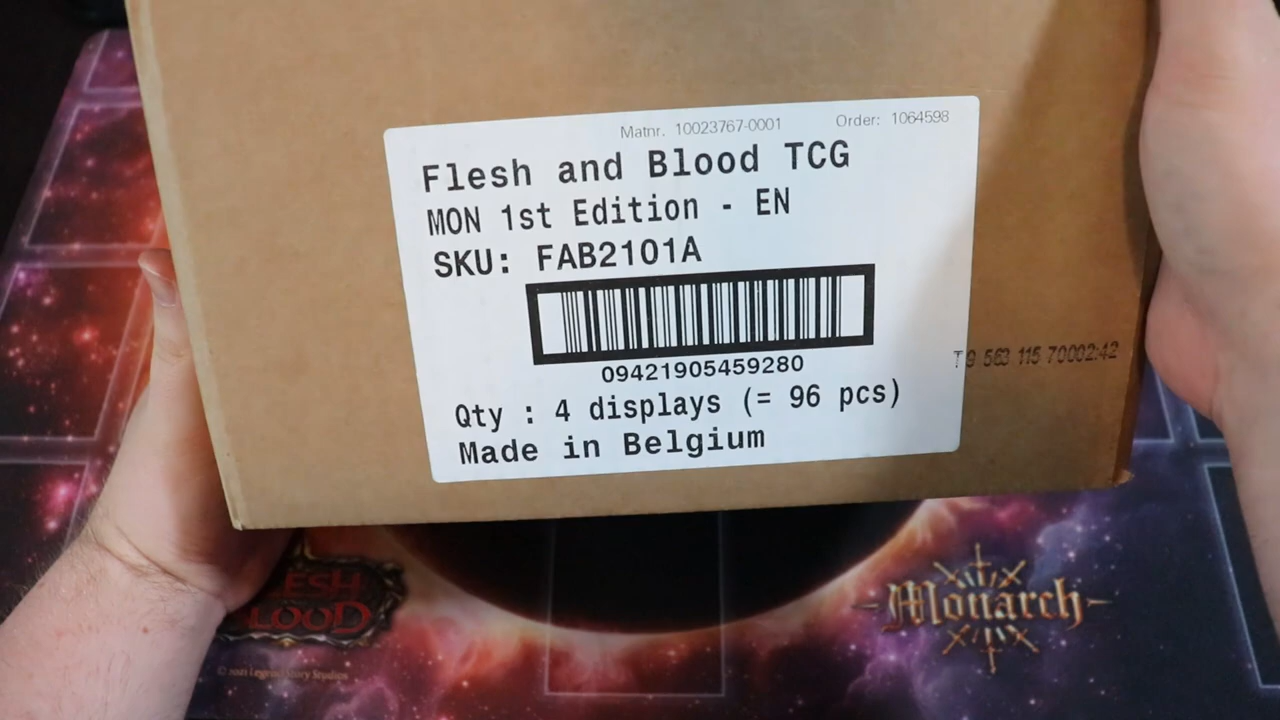 Matnr. 10023767-0001 Order: 1064598
Flesh and Blood TCG
MON 1st Edition - EN
SKU: FAB2101A
09421905459280
Qty : 4 displays (= 96 pcs)
Made in Belgium
T9 563 115 70002:42
Monarch